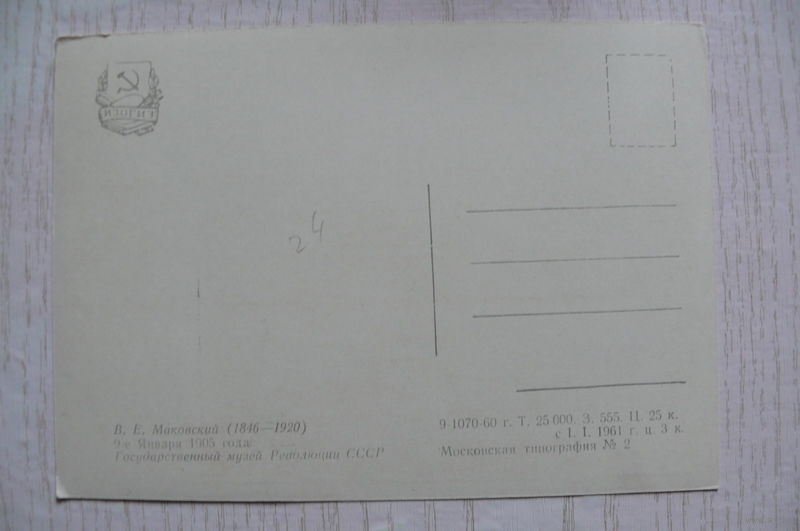 ИЗОГИЗ
24
В. Е. Маковский (1846—1920)
9-е Января 1905 года
Государственный музей Революции СССР
9-1070-60 г. Т. 25 000. З. 555. Ц. 25 к.
с 1. I. 1961 г. ц. 3 к.
Московская типография № 2